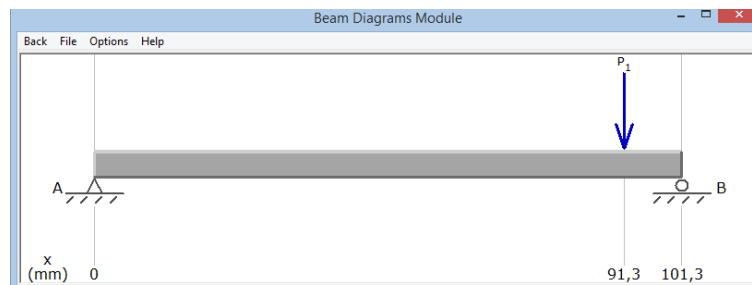 Beam Diagrams Module
Back File Options Help
P1
A
B
x
(mm) 0 91,3 101,3